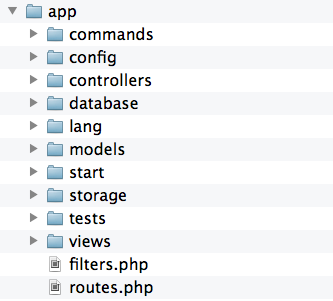 app
commands
config
controllers
database
lang
models
start
storage
tests
views
filters.php
routes.php